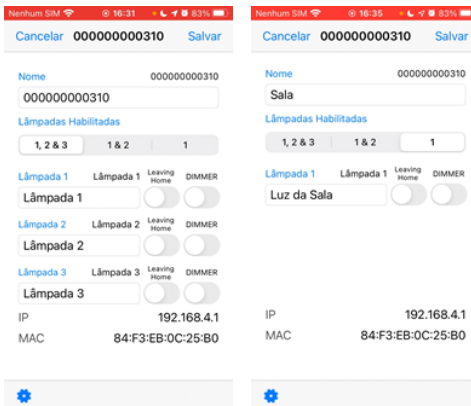 Nenhum SIM 16:31 83%
Cancelar 000000000310 Salvar
Nome 000000000310
000000000310
Lâmpadas Habilitadas
1, 2 & 3 1 & 2 1
Lâmpada 1 Lâmpada 1 Leaving Home DIMMER
Lâmpada 1
Lâmpada 2 Lâmpada 2 Leaving Home DIMMER
Lâmpada 2
Lâmpada 3 Lâmpada 3 Leaving Home DIMMER
Lâmpada 3
IP 192.168.4.1
MAC 84:F3:EB:0C:25:B0
Nenhum SIM 16:35 83%
Cancelar 000000000310 Salvar
Nome 000000000310
Sala
Lâmpadas Habilitadas
1, 2 & 3 1 & 2 1
Lâmpada 1 Lâmpada 1 Leaving Home DIMMER
Luz da Sala
IP 192.168.4.1
MAC 84:F3:EB:0C:25:B0